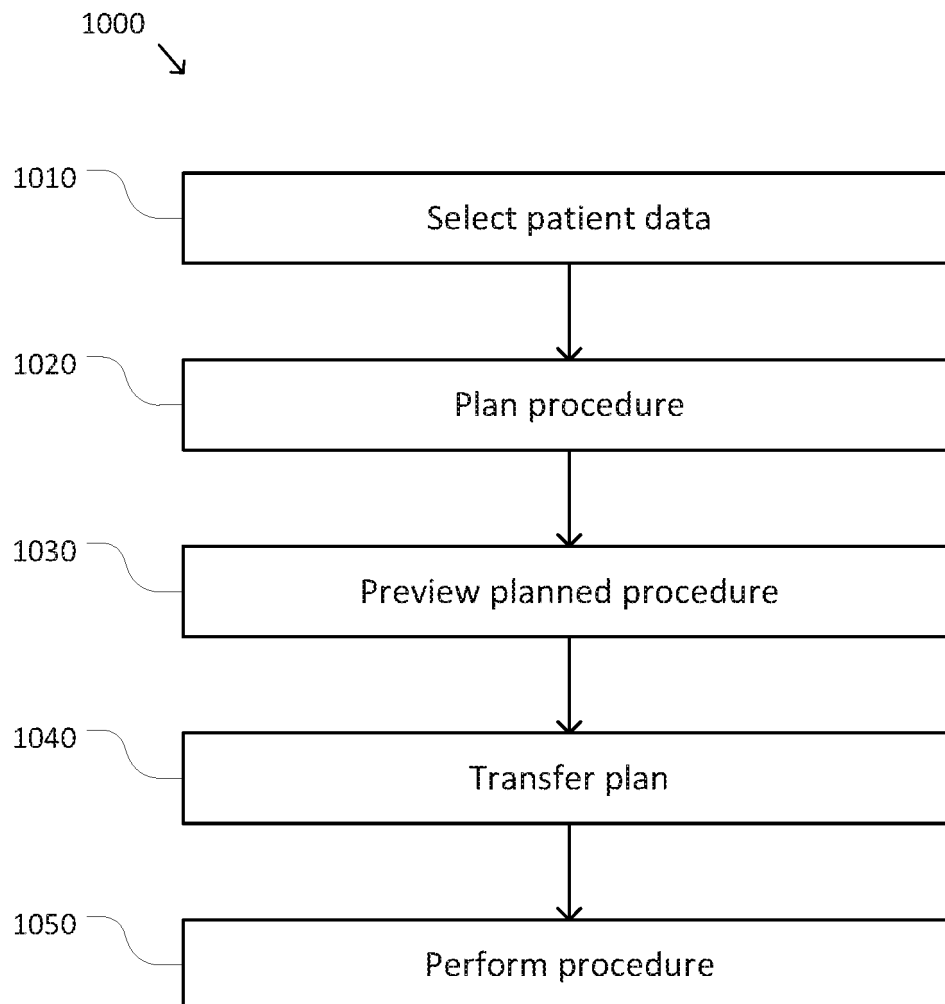 1000
1010
Select patient data
1020
Plan procedure
1030
Preview planned procedure
1040
Transfer plan
1050
Perform procedure